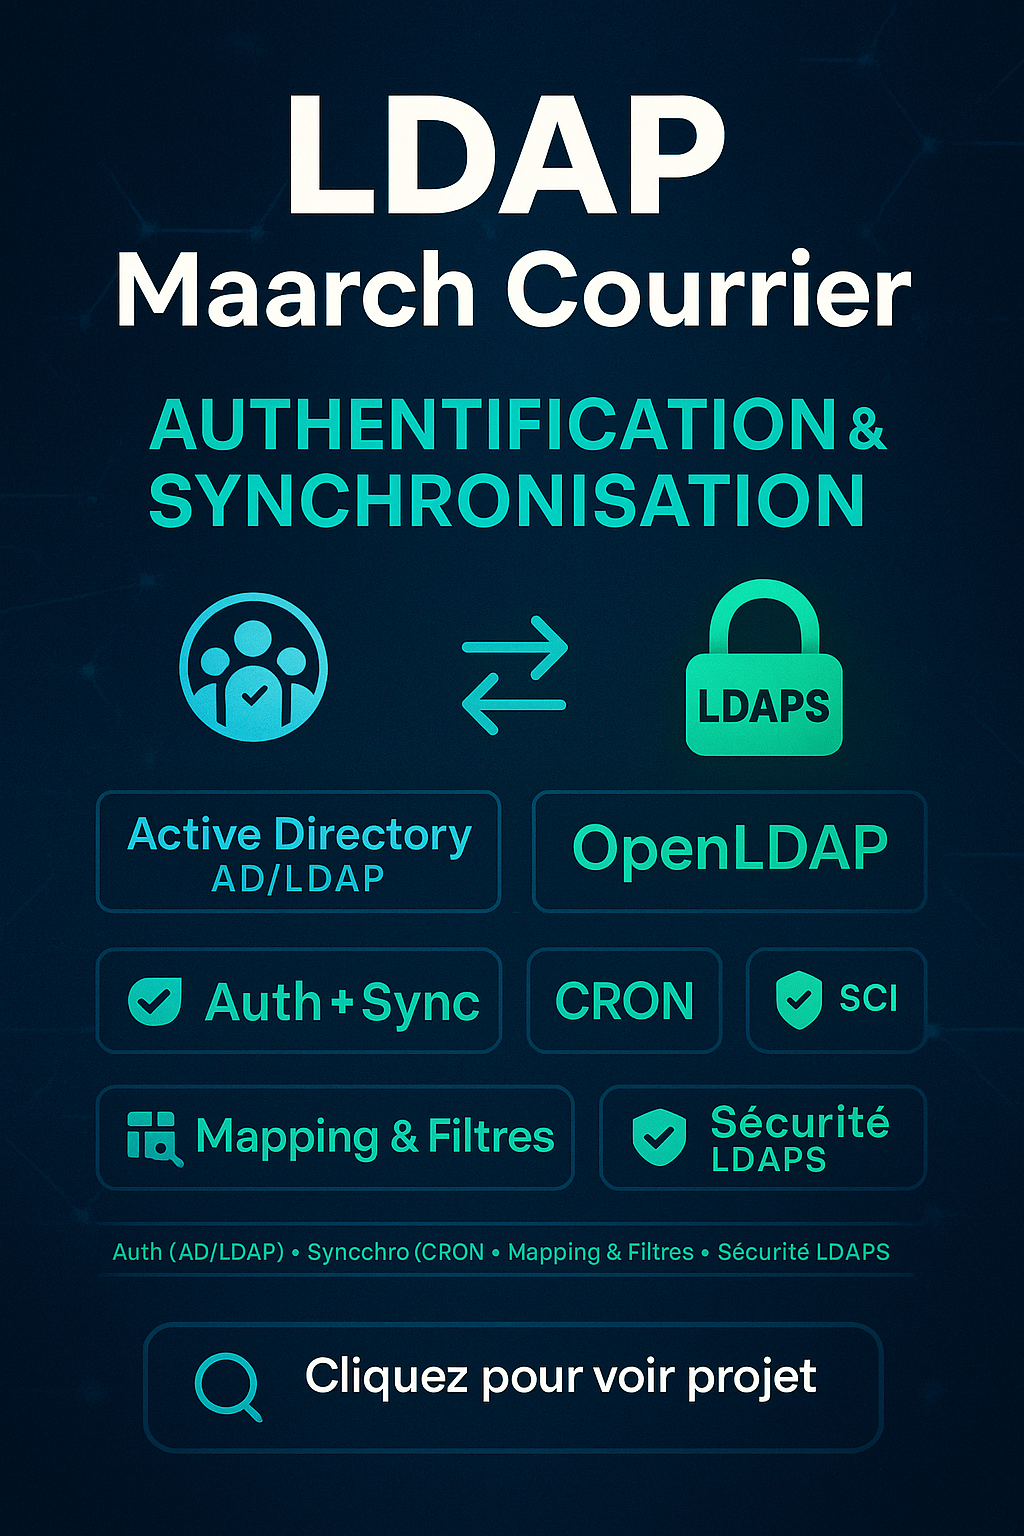 LDAP
Maarch Courrier
AUTHENTIFICATION &
SYNCHRONISATION
LDAPS
Active Directory
AD/LDAP
OpenLDAP
Auth + Sync
CRON
SCI
Mapping & Filtres
Sécurité
LDAPS
Auth (AD/LDAP) • Syncchro (CRON • Mapping & Filtres • Sécurité LDAPS
Cliquez pour voir projet